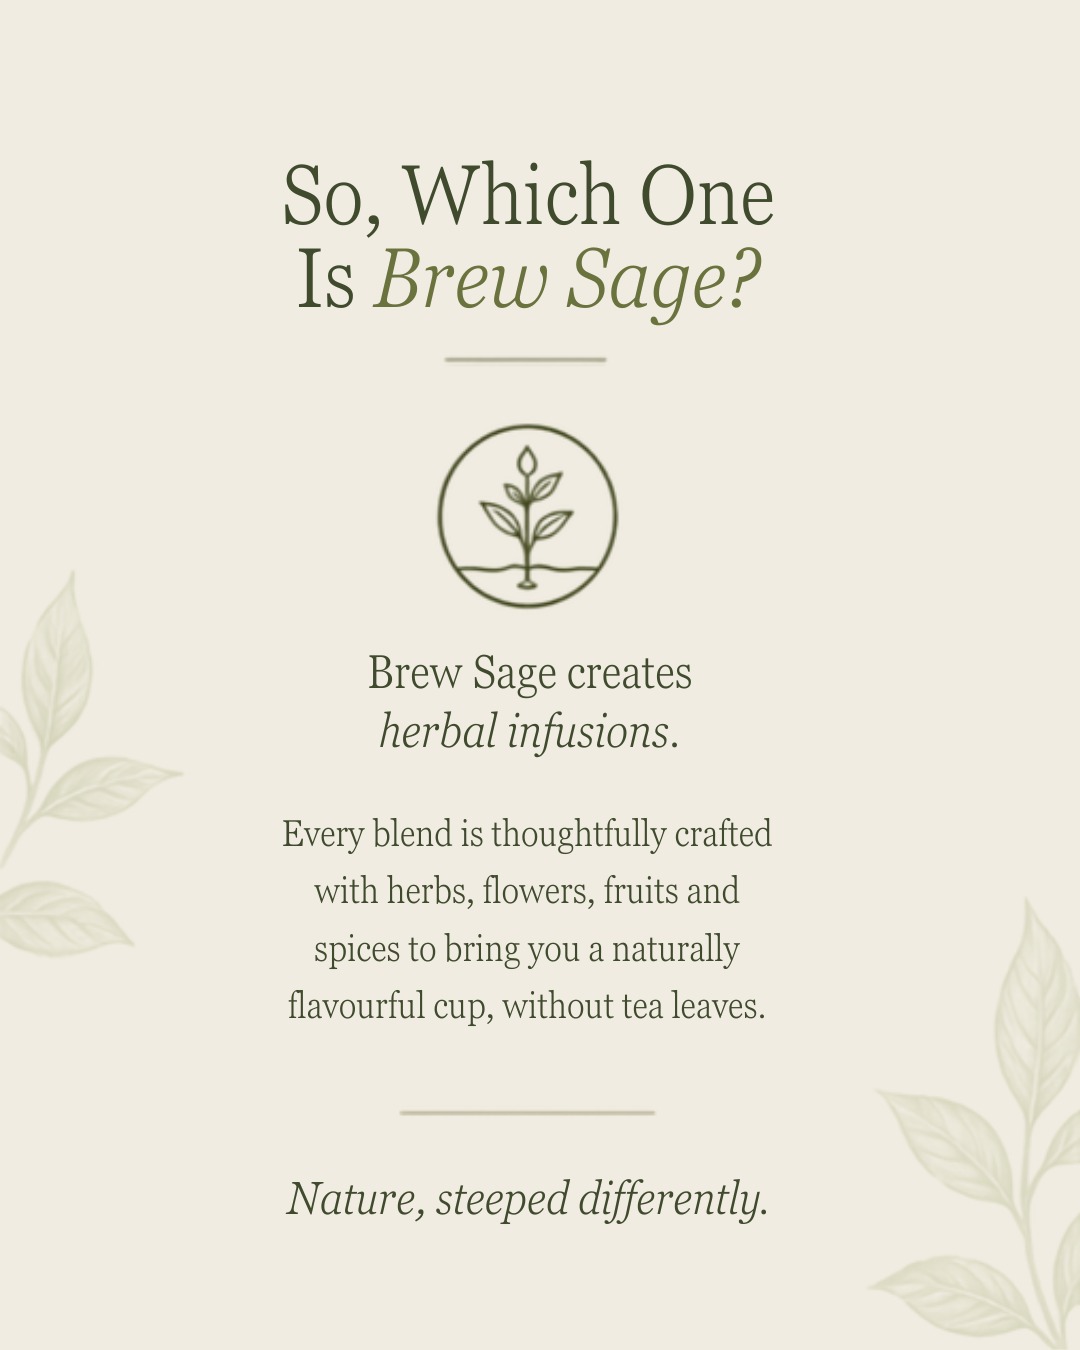 So, Which One
Is Brew Sage?
Brew Sage creates
herbal infusions.
Every blend is thoughtfully crafted
with herbs, flowers, fruits and
spices to bring you a naturally
flavourful cup, without tea leaves.
Nature, steeped differently.